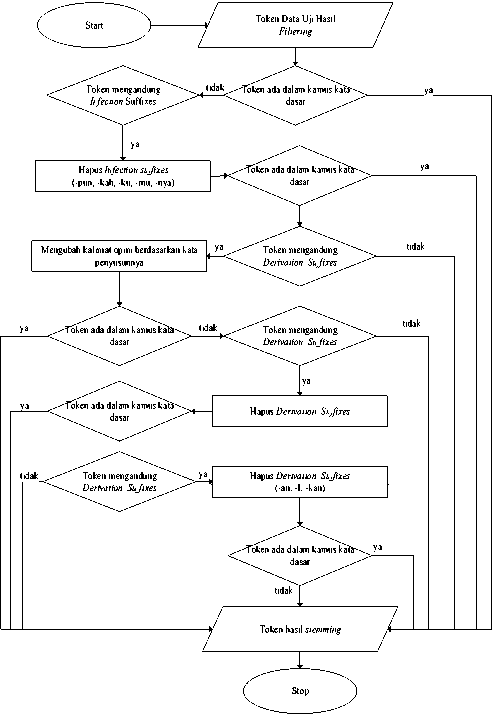 Start
Token Data Uji Hasil
Filtering
Token mengandung
Infection Suffixes
tidak
Token ada dalam kamus kata
dasar
ya
ya
Hapus Infection suffixes
(-pun, -kah, -ku, -mu, -nya)
Token ada dalam kamus kata
dasar
ya
Mengubah kalimat opini berdasarkan kata
penyusunnya
ya
Token mengandung
Derivation Suffixes
tidak
ya
Token ada dalam kamus kata
dasar
tidak
Token mengandung
Derivation Suffixes
tidak
ya
ya
Token ada dalam kamus kata
dasar
Hapus Derivation Suffixes
tidak
Token mengandung
Derivation Suffixes
ya
Hapus Derivation Suffixes
(-an, -I, -kan)
Token ada dalam kamus kata
dasar
ya
tidak
Token hasil stemming
Stop